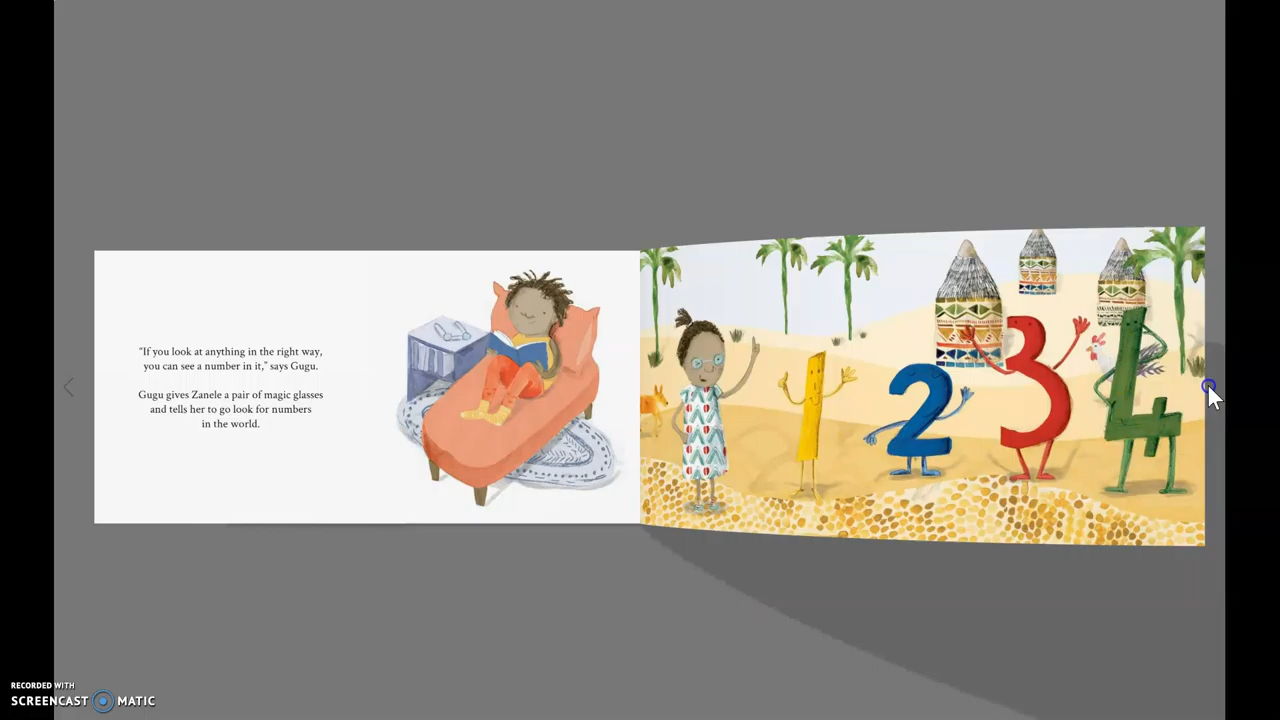 "If you look at anything in the right way,
you can see a number in it," says Gugu.
Gugu gives Zanele a pair of magic glasses
and tells her to go look for numbers
in the world.
1 2 3 4
RECORDED WITH
SCREENCAST MATIC